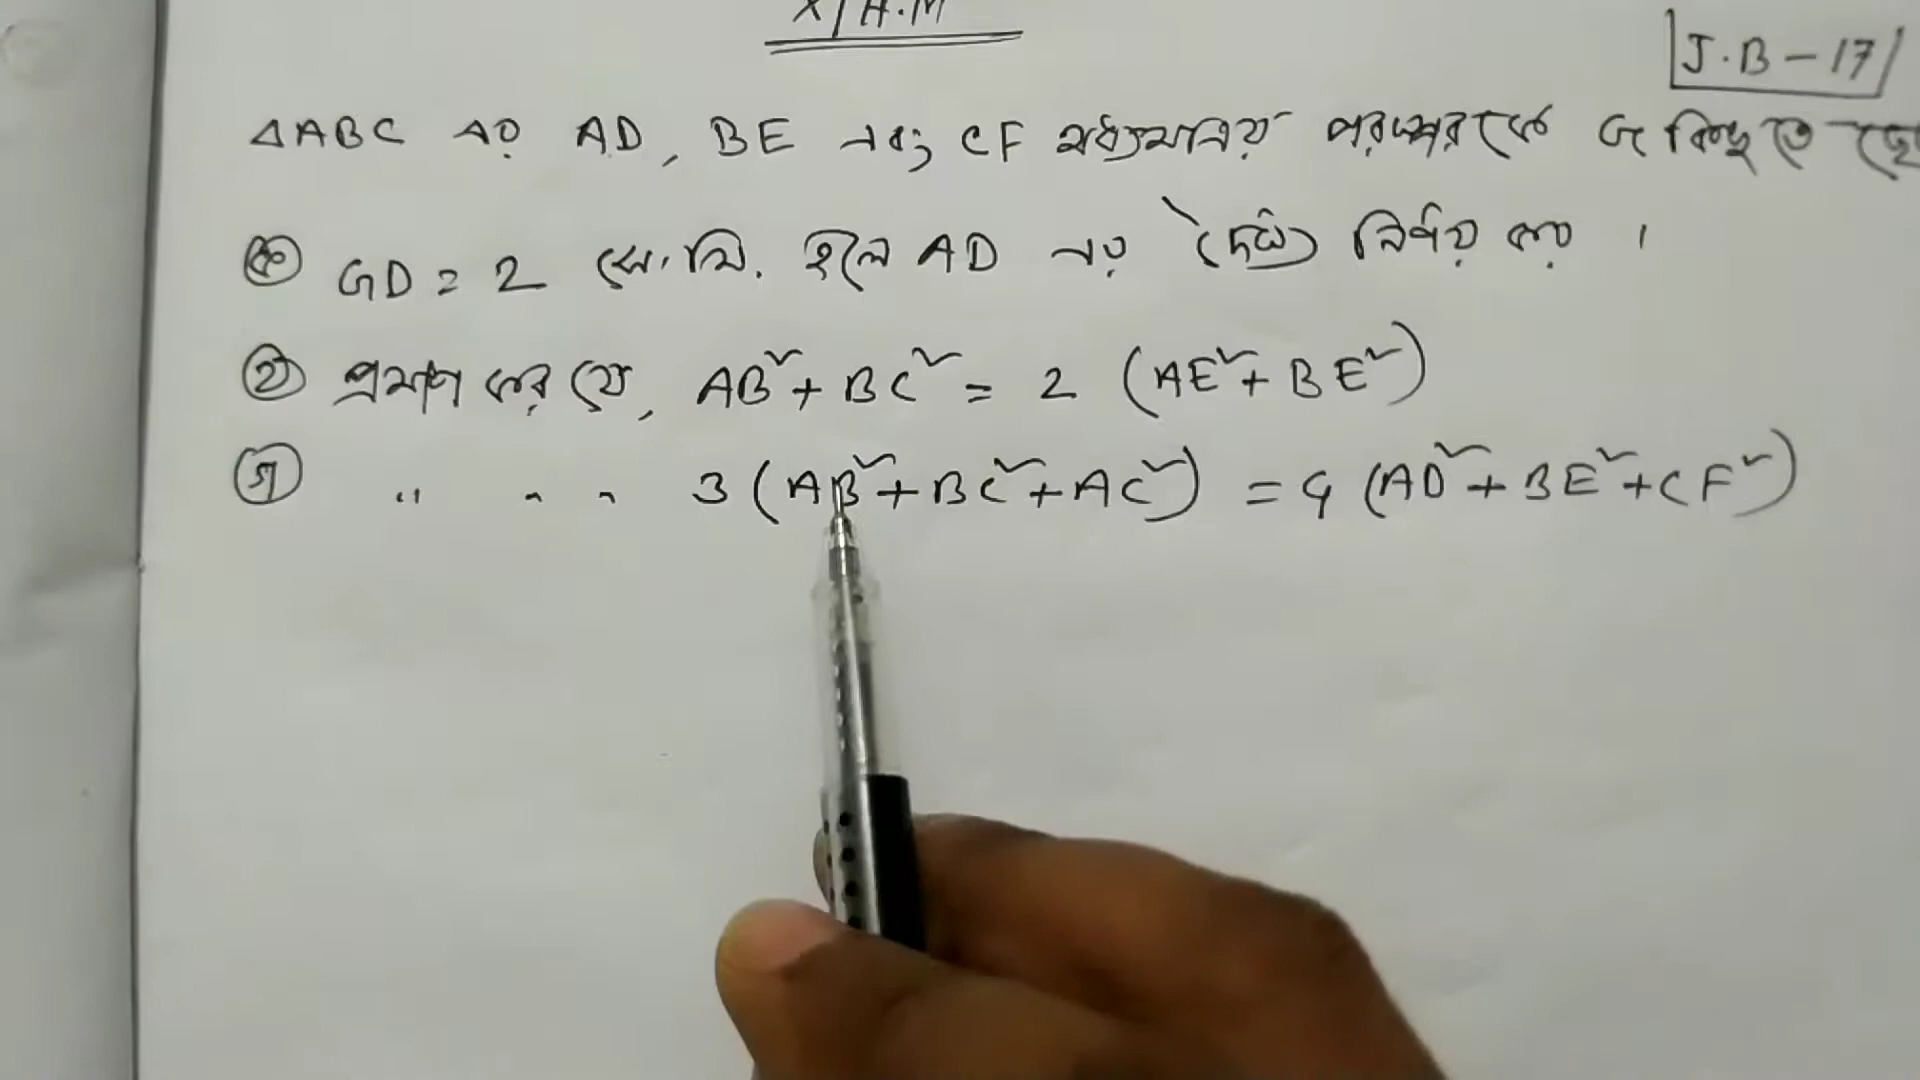 X/H.M
J.B-17
ΔABC এর AD, BE এবং CF মধ্যমাত্রয় পরস্পরকে G বিন্দুতে ছে
ক GD = 2 সে.মি. হলে AD এর দৈর্ঘ্য নির্ণয় কর।
খ প্রমাণ কর যে, AB²+BC² = 2 (AE²+BE²)
গ " " " 3 (AB²+BC²+AC²) = 4 (AD²+BE²+CF²)